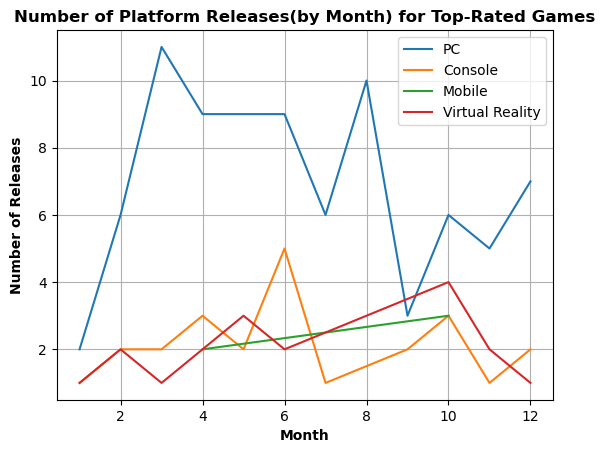 Number of Platform Releases(by Month) for Top-Rated Games
PC
Console
Mobile
Virtual Reality
Number of Releases
10
8
6
4
2
2 4 6 8 10 12
Month